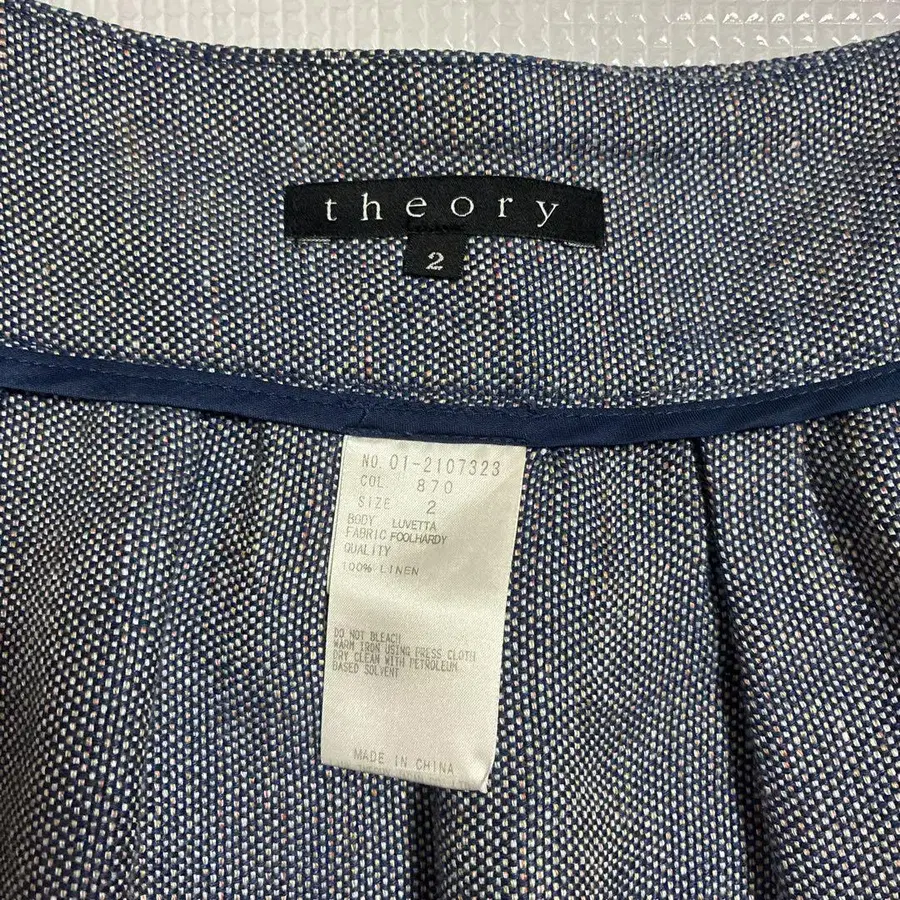 theory
2
NO. 01-2107323
COL 870
SIZE 2
BODY LUVETTA
FABRIC FOOLHARDY
QUALITY
100% LINEN
DO NOT BLEACH
WARM IRON USING PRESS CLOTH
DRY CLEAN WITH PETROLEUM
BASED SOLVENT
MADE IN CHINA